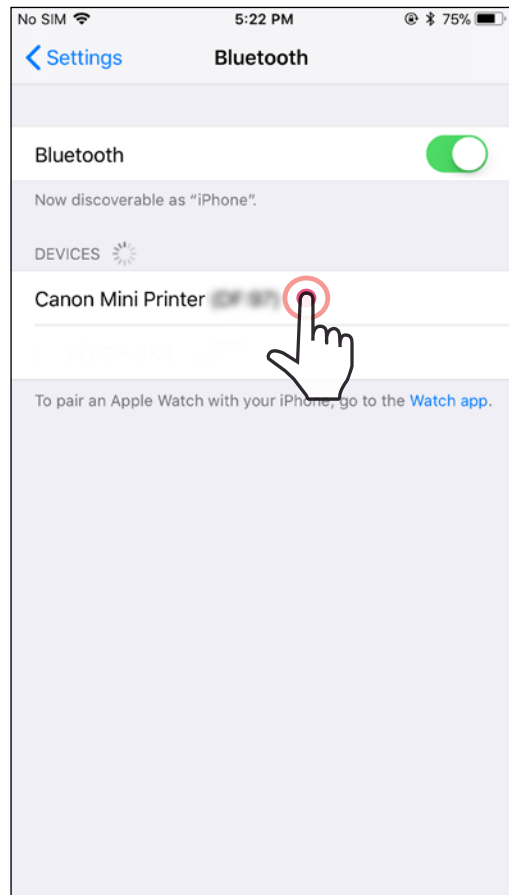 No SIM 5:22 PM 75%
Settings Bluetooth
Bluetooth
Now discoverable as “iPhone”.
DEVICES
Canon Mini Printer
To pair an Apple Watch with your iPhone, go to the Watch app.